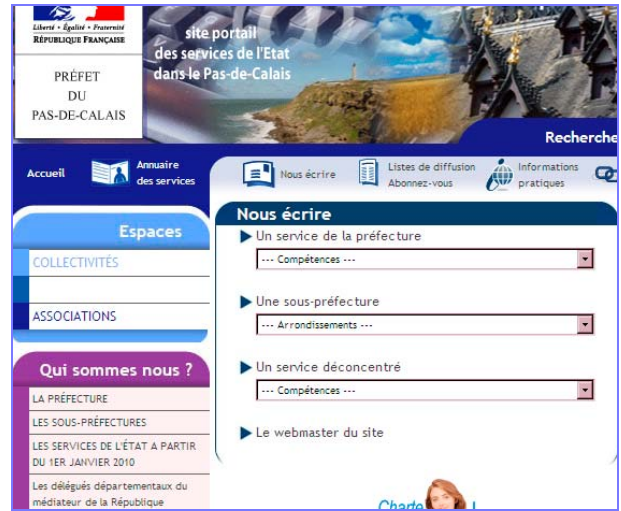 Liberté • Égalité • Fraternité
RÉPUBLIQUE FRANÇAISE
PRÉFET
DU
PAS-DE-CALAIS
site portail
des services de l'Etat
dans le Pas-de-Calais
Recherche
Accueil
Annuaire
des services
Nous écrire
Listes de diffusion
Abonnez-vous
Informations
pratiques
Espaces
COLLECTIVITÉS
ASSOCIATIONS
Qui sommes nous ?
LA PRÉFECTURE
LES SOUS-PRÉFECTURES
LES SERVICES DE L'ÉTAT A PARTIR
DU 1ER JANVIER 2010
Les délégués départementaux du
médiateur de la République
Nous écrire
Un service de la préfecture
--- Compétences ---
Une sous-préfecture
--- Arrondissements ---
Un service déconcentré
--- Compétences ---
Le webmaster du site
Charte